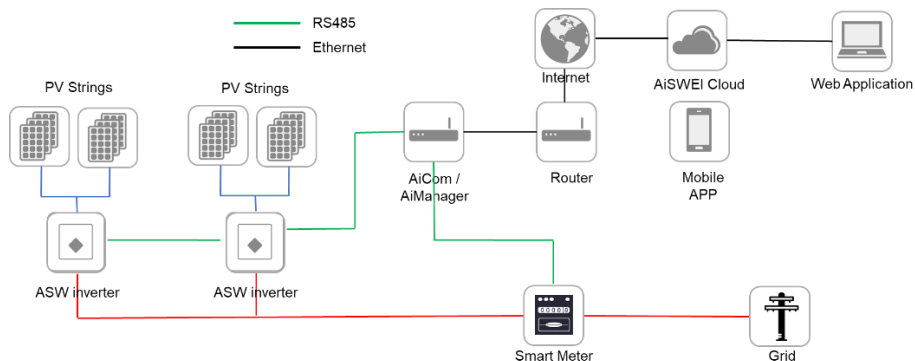 RS485
Ethernet
PV Strings
PV Strings
Internet
AiSWEI Cloud
Web Application
AiCom /
AiManager
Router
Mobile
APP
ASW inverter
ASW inverter
00000
Smart Meter
Grid